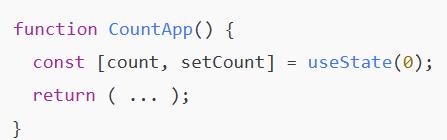 function CountApp() {
  const [count, setCount] = useState(0);
  return ( ... );
}